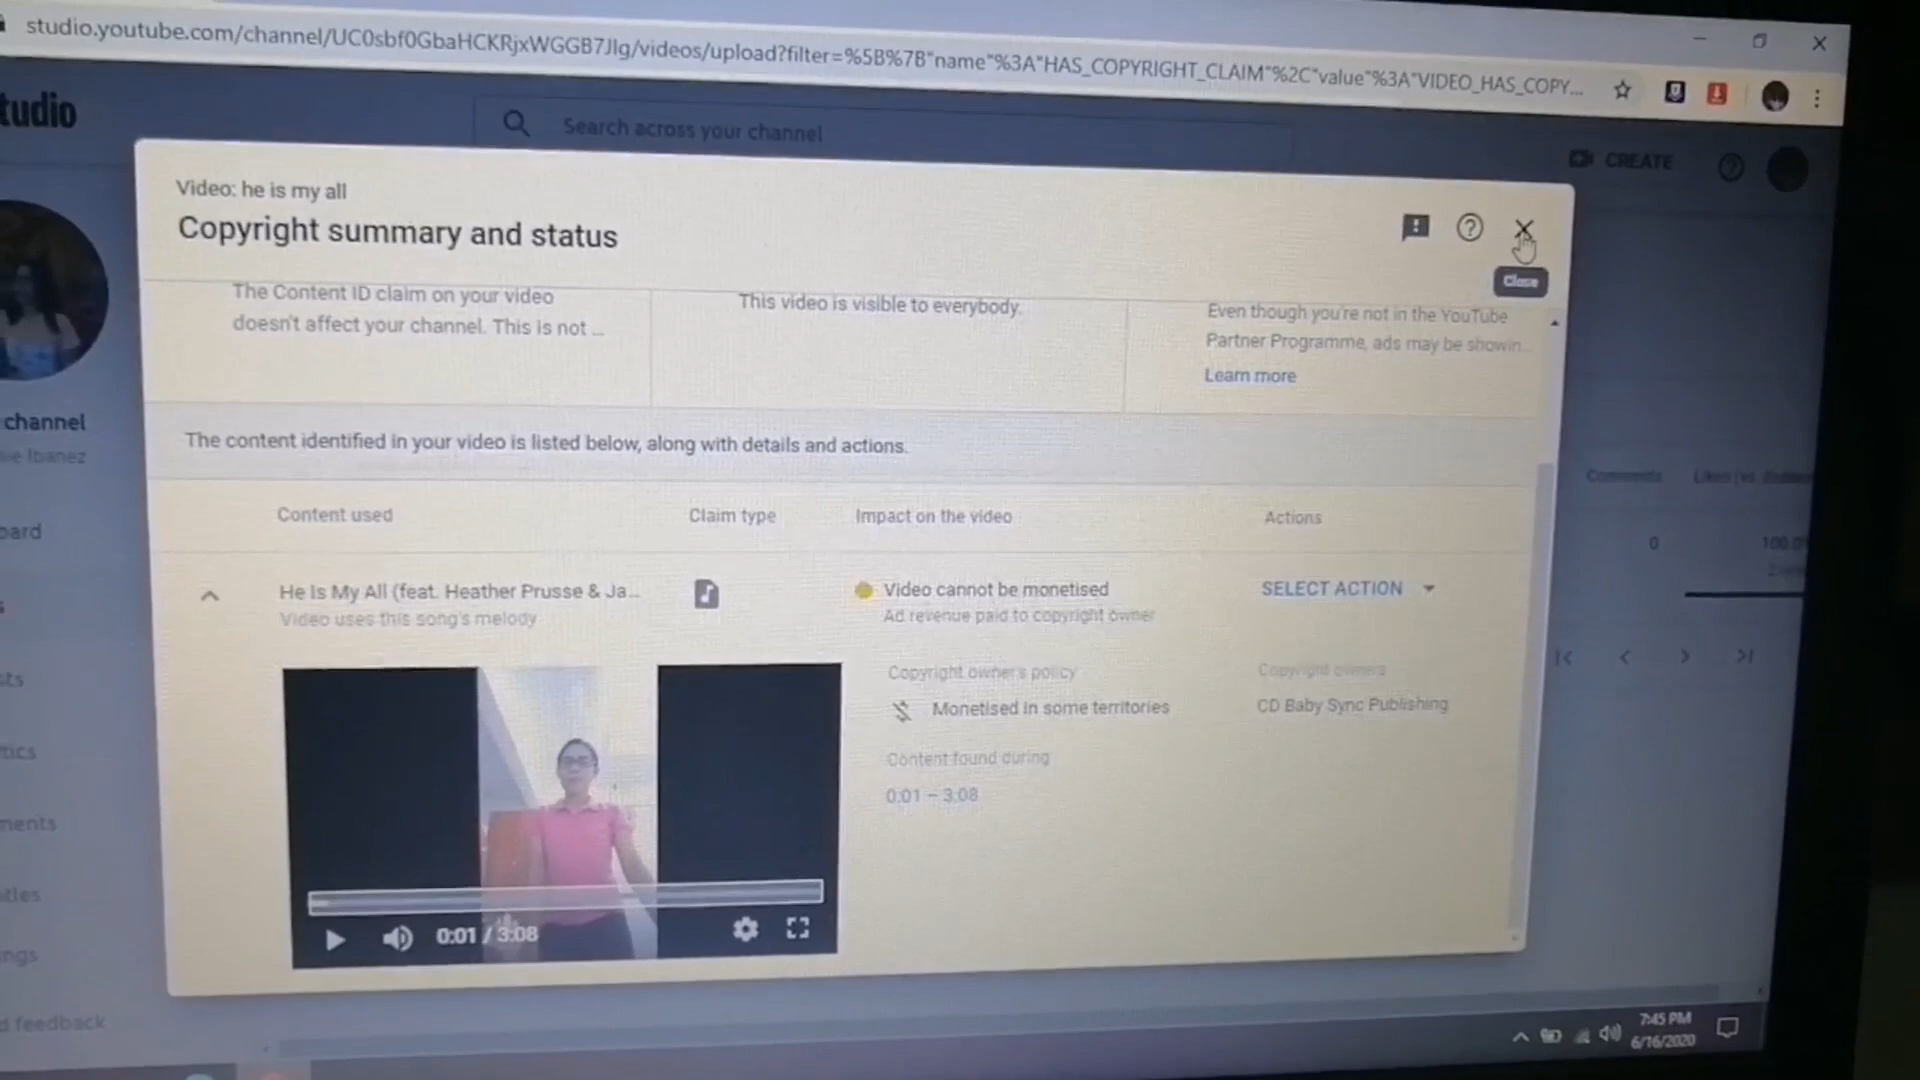 studio.youtube.com/channel/UC0sbf0GbaHCKRjxWGGB7JIg/videos/upload?filter=%5B%7B"name"%3A"HAS_COPYRIGHT_CLAIM"%2C"value"%3A"VIDEO_HAS_COPY...
tudio
Search across your channel
CREATE
Video: he is my all
Copyright summary and status
Close
The Content ID claim on your video
doesn't affect your channel. This is not ...
This video is visible to everybody.
Even though you're not in the YouTube
Partner Programme, ads may be showin...
Learn more
channel
Ibanez
The content identified in your video is listed below, along with details and actions.
Comments
Content used
Claim type
Impact on the video
Actions
0
He Is My All (feat. Heather Prusse & Ja...
Video uses this song's melody
Video cannot be monetised
Ad revenue paid to copyright owner
SELECT ACTION
Copyright owner's policy
Monetised in some territories
Copyright owners
CD Baby Sync Publishing
Content found during
0:01 – 3:08
0:01 / 3:08
ments
d feedback
7:45 PM
6/16/2020